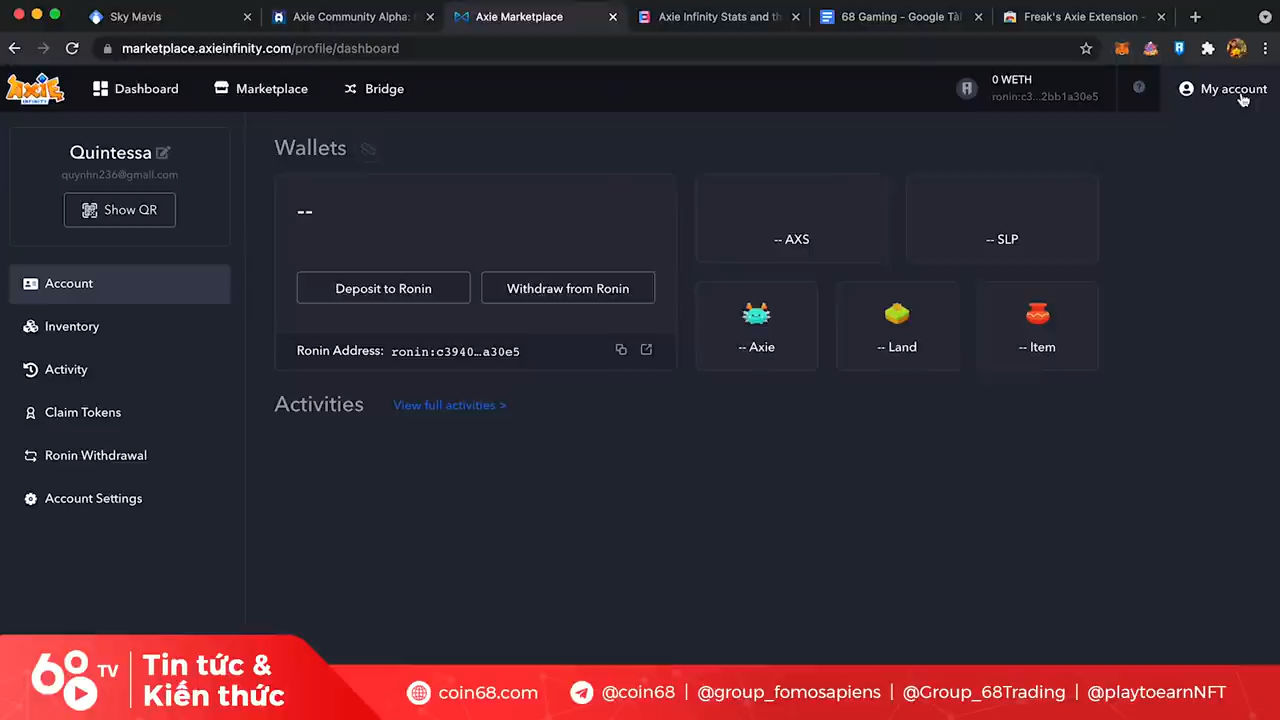 Sky Mavis
Axie Community Alpha:
Axie Marketplace
Axie Infinity Stats and th
68 Gaming - Google Tài
Freak's Axie Extension -
marketplace.axieinfinity.com/profile/dashboard
AXIE
INFINITY
Dashboard
Marketplace
Bridge
0 WETH
ronin:c3...2bb1a30e5
My account
Quintessa
quynhn236@gmail.com
Show QR
Account
Inventory
Activity
Claim Tokens
Ronin Withdrawal
Account Settings
Wallets
--
Deposit to Ronin
Withdraw from Ronin
Ronin Address: ronin:c3940...a30e5
-- AXS
-- SLP
-- Axie
-- Land
-- Item
Activities
View full activities >
68 TV
Tin tức &
Kiến thức
coin68.com
@coin68 | @group_fomosapiens | @Group_68Trading | @playtoearnNFT